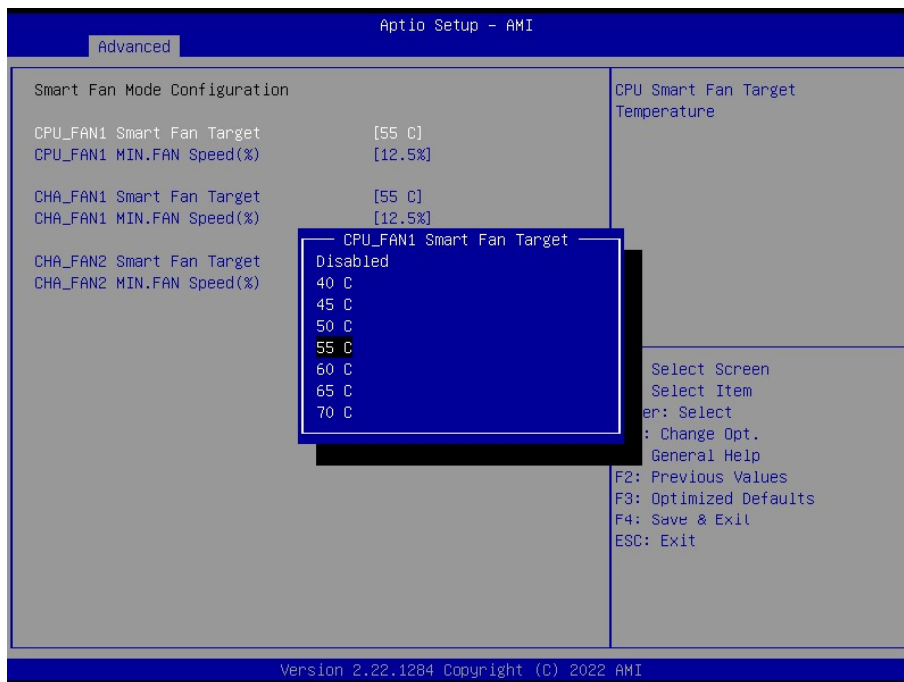 Aptio Setup – AMI
Advanced
Smart Fan Mode Configuration
CPU_FAN1 Smart Fan Target [55 C]
CPU_FAN1 MIN.FAN Speed(%) [12.5%]
CHA_FAN1 Smart Fan Target [55 C]
CHA_FAN1 MIN.FAN Speed(%) [12.5%]
CHA_FAN2 Smart Fan Target
CHA_FAN2 MIN.FAN Speed(%)
CPU_FAN1 Smart Fan Target
Disabled
40 C
45 C
50 C
55 C
60 C
65 C
70 C
CPU Smart Fan Target
Temperature
Select Screen
Select Item
er: Select
: Change Opt.
General Help
F2: Previous Values
F3: Optimized Defaults
F4: Save & Exit
ESC: Exit
Version 2.22.1284 Copyright (C) 2022 AMI